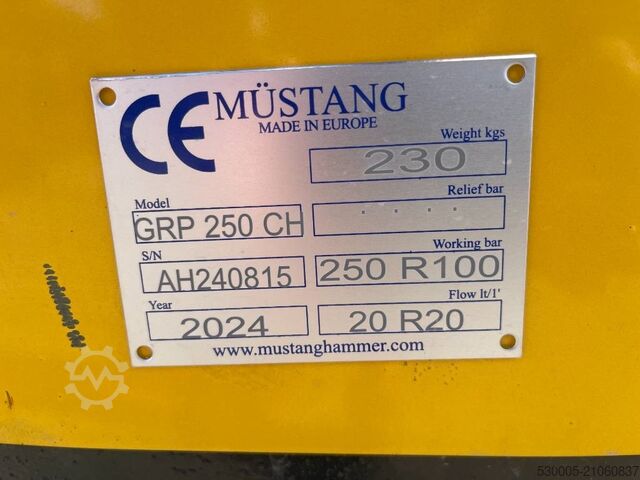 CE MÜSTANG
MADE IN EUROPE
Weight kgs
230
Model
Relief bar
GRP 250 CH
. . . .
S/N
Working bar
AH240815
250 R100
Year
Flow lt/1'
2024
20 R20
www.mustanghammer.com
530005-21060837